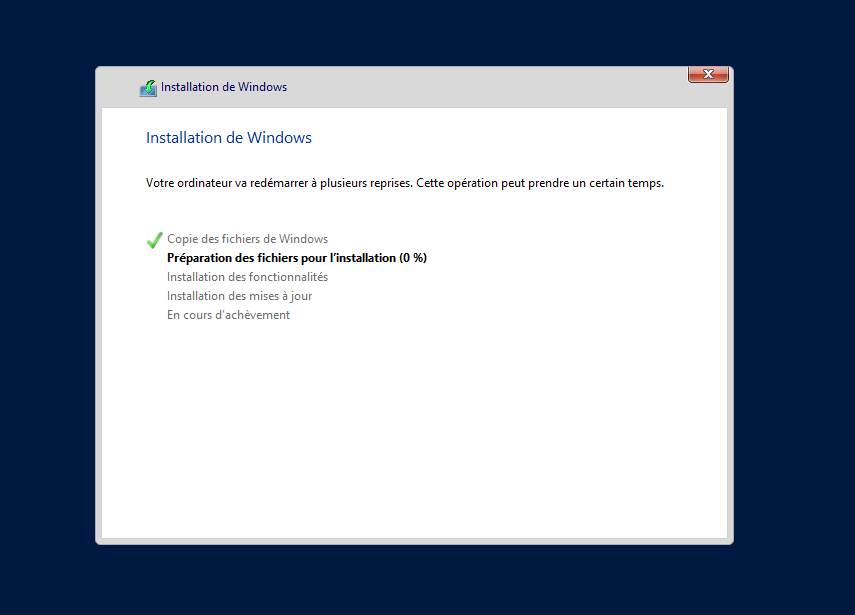 Installation de Windows
Installation de Windows
Votre ordinateur va redémarrer à plusieurs reprises. Cette opération peut prendre un certain temps.
Copie des fichiers de Windows
Préparation des fichiers pour l'installation (0 %)
Installation des fonctionnalités
Installation des mises à jour
En cours d'achèvement